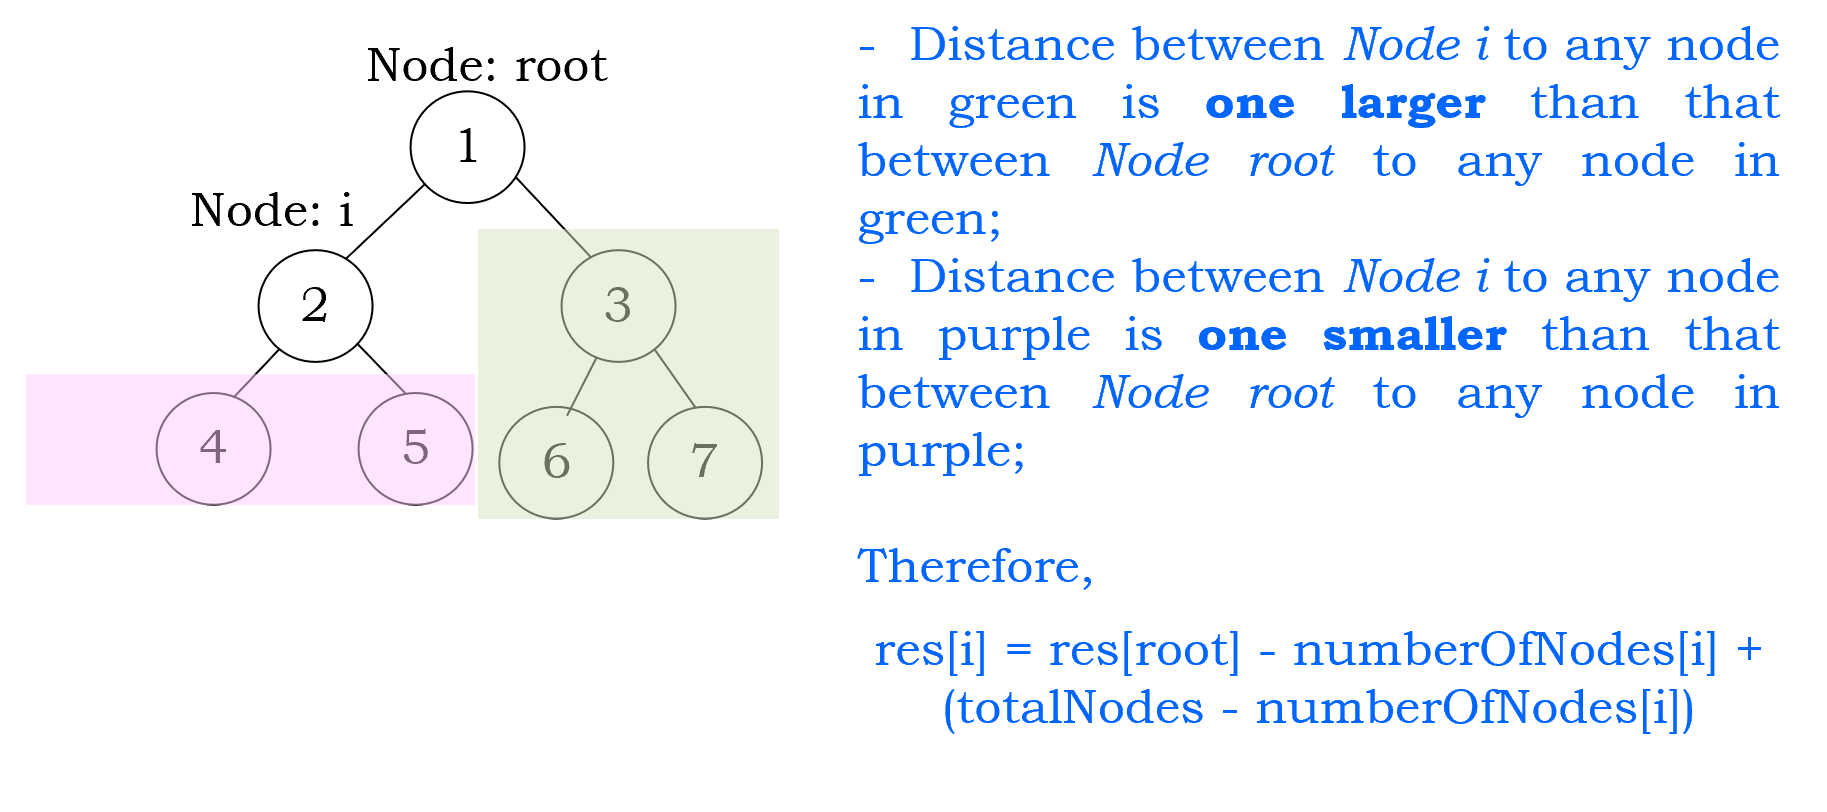 Node: root
1
Node: i
2
3
4
5
6
7
- Distance between Node i to any node
in green is one larger than that
between Node root to any node in
green;
- Distance between Node i to any node
in purple is one smaller than that
between Node root to any node in
purple;
Therefore,
res[i] = res[root] - numberOfNodes[i] +
(totalNodes - numberOfNodes[i])